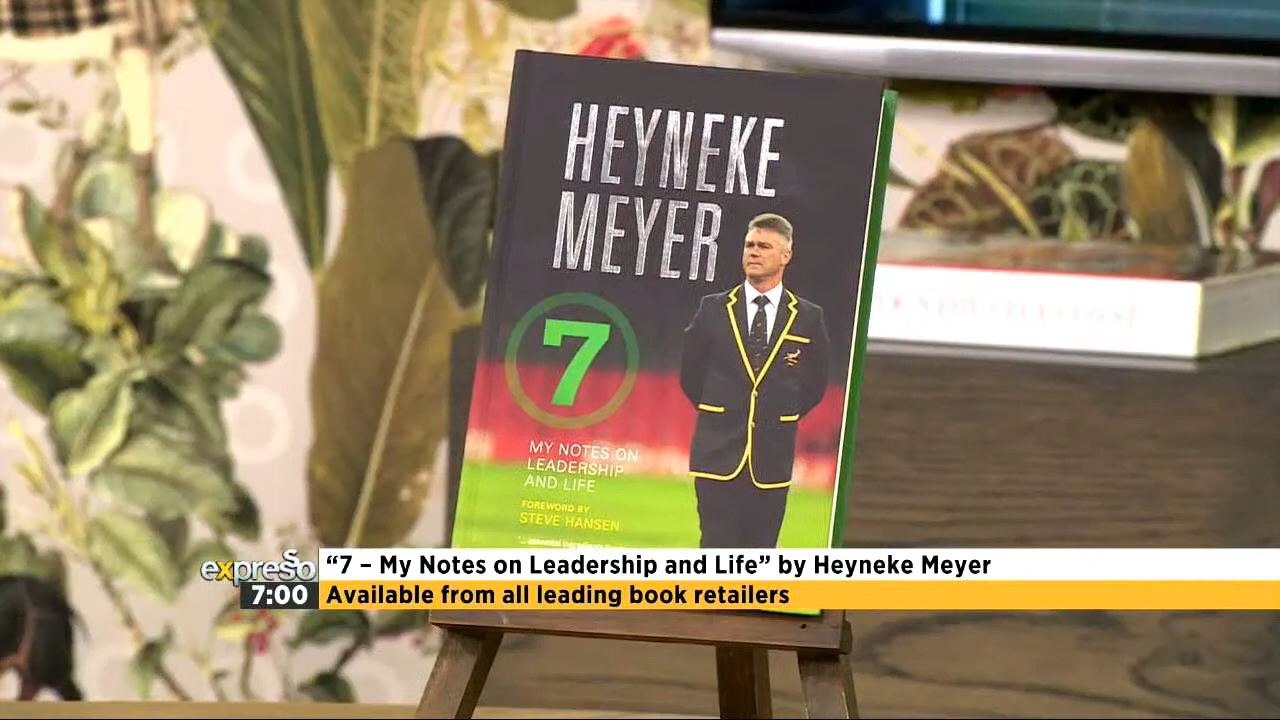 HEYNEKE
MEYER
7
MY NOTES ON
LEADERSHIP
AND LIFE
FOREWORD BY
STEVE HANSEN
expresso
7:00
“7 – My Notes on Leadership and Life” by Heyneke Meyer
Available from all leading book retailers